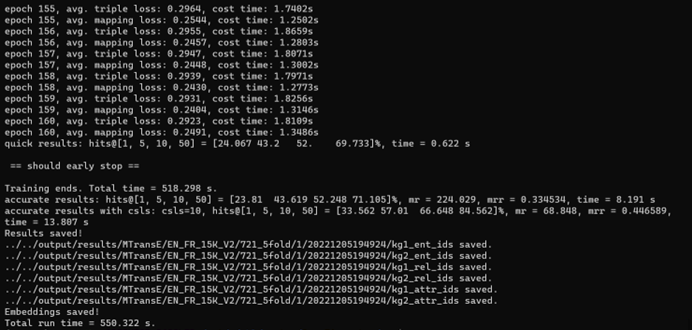 epoch 155, avg. triple loss: 0.2964, cost time: 1.7402s
epoch 155, avg. mapping loss: 0.2544, cost time: 1.2502s
epoch 156, avg. triple loss: 0.2955, cost time: 1.8659s
epoch 156, avg. mapping loss: 0.2457, cost time: 1.2803s
epoch 157, avg. triple loss: 0.2947, cost time: 1.8071s
epoch 157, avg. mapping loss: 0.2448, cost time: 1.3002s
epoch 158, avg. triple loss: 0.2939, cost time: 1.7971s
epoch 158, avg. mapping loss: 0.2430, cost time: 1.2773s
epoch 159, avg. triple loss: 0.2931, cost time: 1.8256s
epoch 159, avg. mapping loss: 0.2404, cost time: 1.3146s
epoch 160, avg. triple loss: 0.2923, cost time: 1.8109s
epoch 160, avg. mapping loss: 0.2491, cost time: 1.3486s
quick results: hits@[1, 5, 10, 50] = [24.067 43.2   52.    69.733]%, time = 0.622 s
== should early stop ==
Training ends. Total time = 518.298 s.
accurate results: hits@[1, 5, 10, 50] = [23.81  43.619 52.248 71.105]%, mr = 224.029, mrr = 0.334534, time = 8.191 s
accurate results with csls: csls=10, hits@[1, 5, 10, 50] = [33.562 57.01  66.648 84.562]%, mr = 68.848, mrr = 0.446589,
time = 13.807 s
Results saved!
../../output/results/MTransE/EN_FR_15K_V2/721_5fold/1/20221205194924/kg1_ent_ids saved.
../../output/results/MTransE/EN_FR_15K_V2/721_5fold/1/20221205194924/kg2_ent_ids saved.
../../output/results/MTransE/EN_FR_15K_V2/721_5fold/1/20221205194924/kg1_rel_ids saved.
../../output/results/MTransE/EN_FR_15K_V2/721_5fold/1/20221205194924/kg2_rel_ids saved.
../../output/results/MTransE/EN_FR_15K_V2/721_5fold/1/20221205194924/kg1_attr_ids saved.
../../output/results/MTransE/EN_FR_15K_V2/721_5fold/1/20221205194924/kg2_attr_ids saved.
Embeddings saved!
Total run time = 550.322 s.